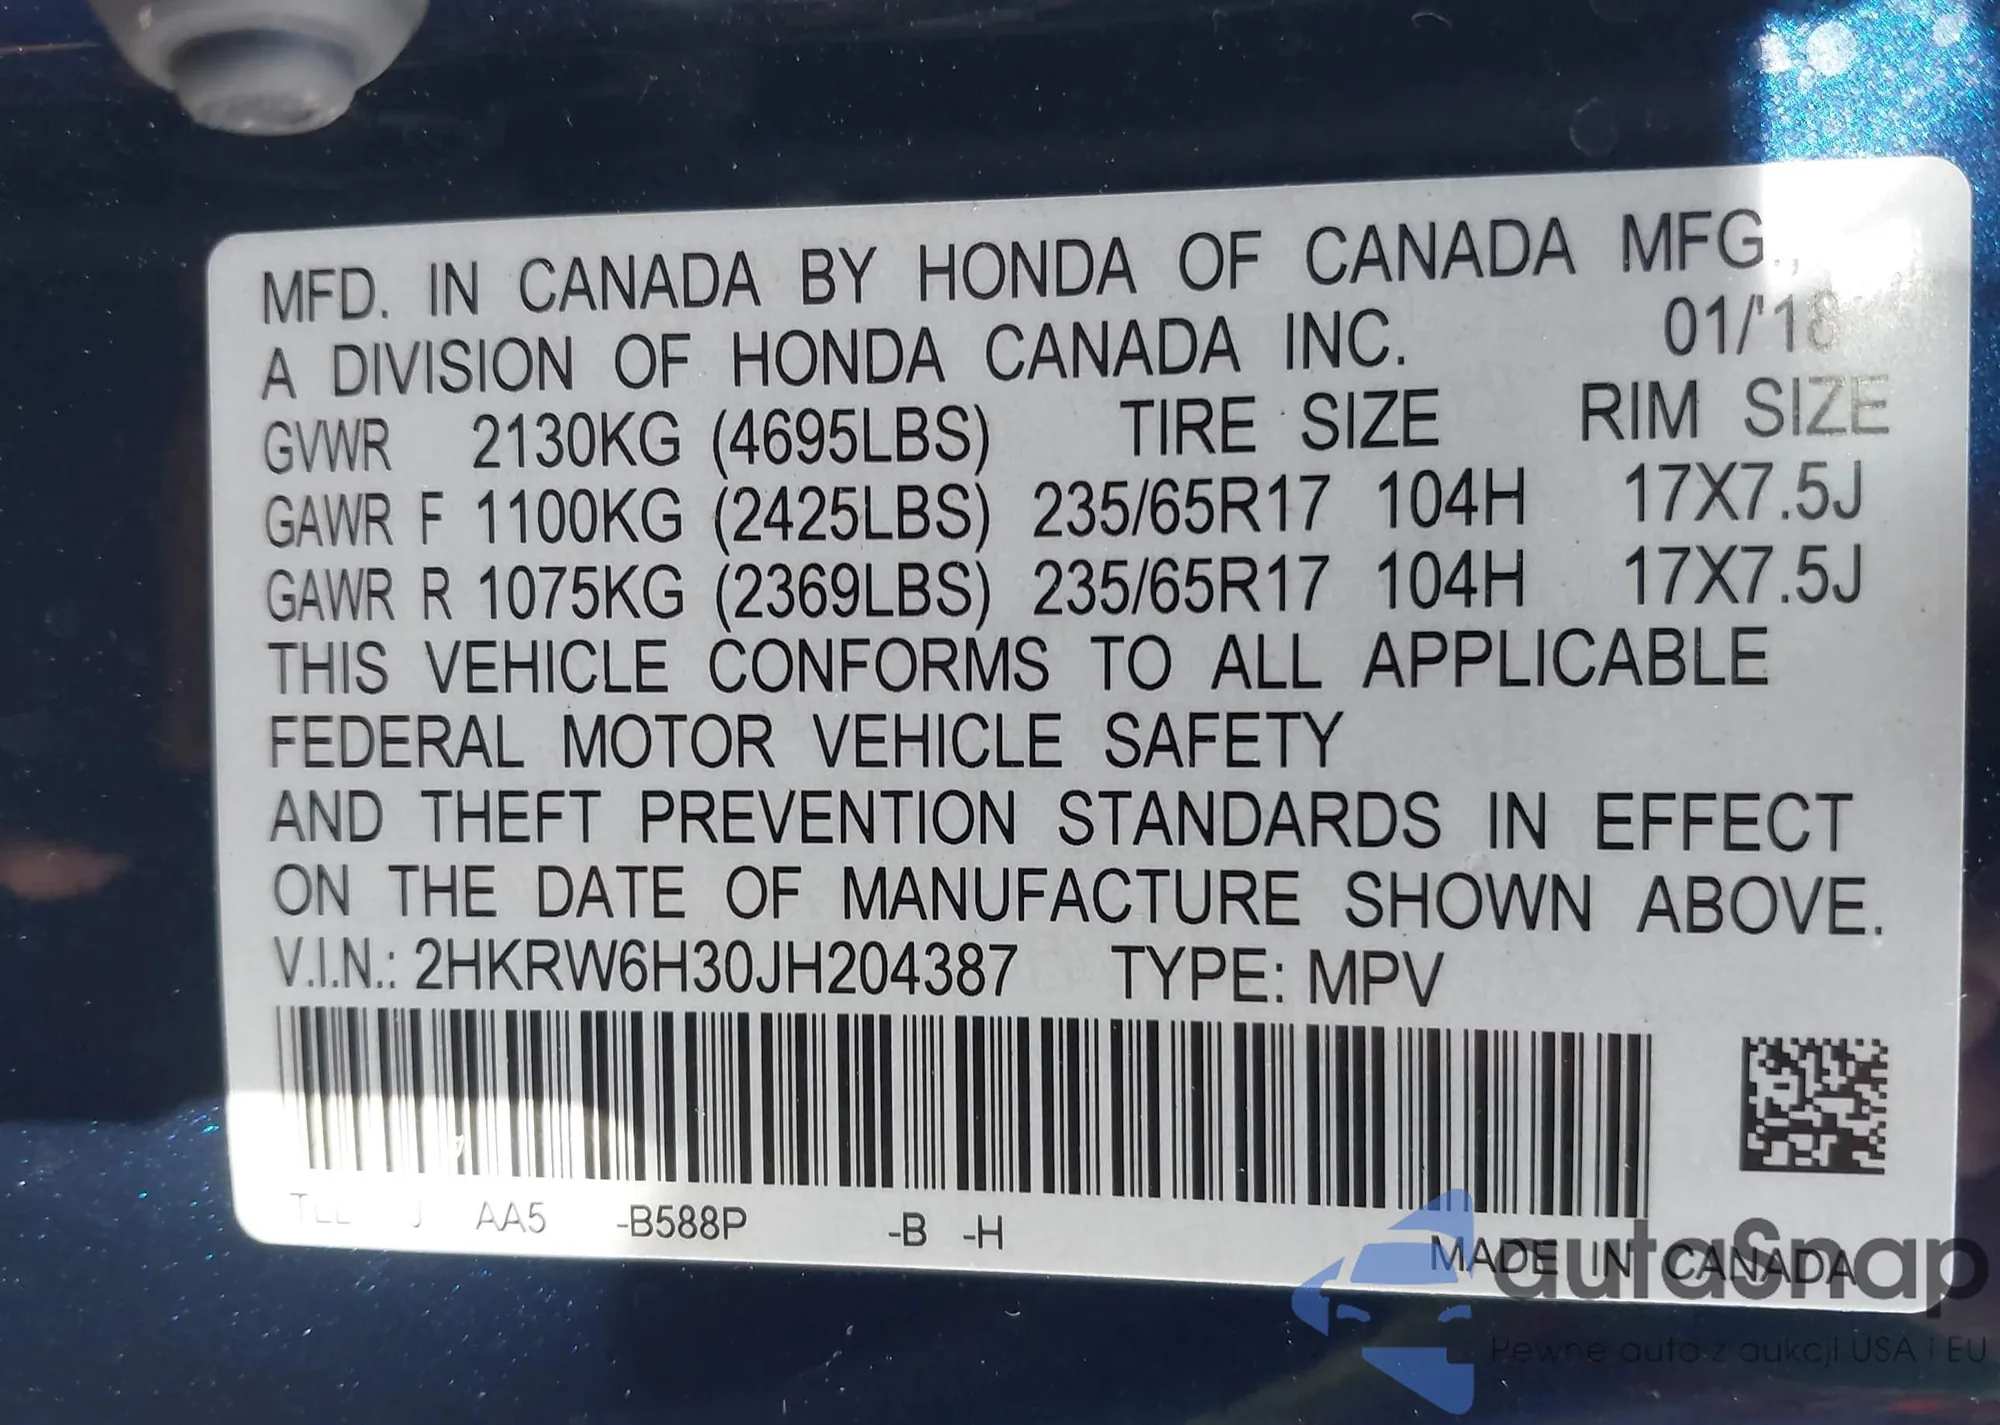 MFD. IN CANADA BY HONDA OF CANADA MFG.,
A DIVISION OF HONDA CANADA INC. 01/'18
GVWR 2130KG (4695LBS) TIRE SIZE RIM SIZE
GAWR F 1100KG (2425LBS) 235/65R17 104H 17X7.5J
GAWR R 1075KG (2369LBS) 235/65R17 104H 17X7.5J
THIS VEHICLE CONFORMS TO ALL APPLICABLE
FEDERAL MOTOR VEHICLE SAFETY
AND THEFT PREVENTION STANDARDS IN EFFECT
ON THE DATE OF MANUFACTURE SHOWN ABOVE.
V.I.N.: 2HKRW6H30JH204387 TYPE: MPV
AA5 -B588P -B -H
MADE IN CANADA
autaSnap
Pewne auta z aukcji USA i EU